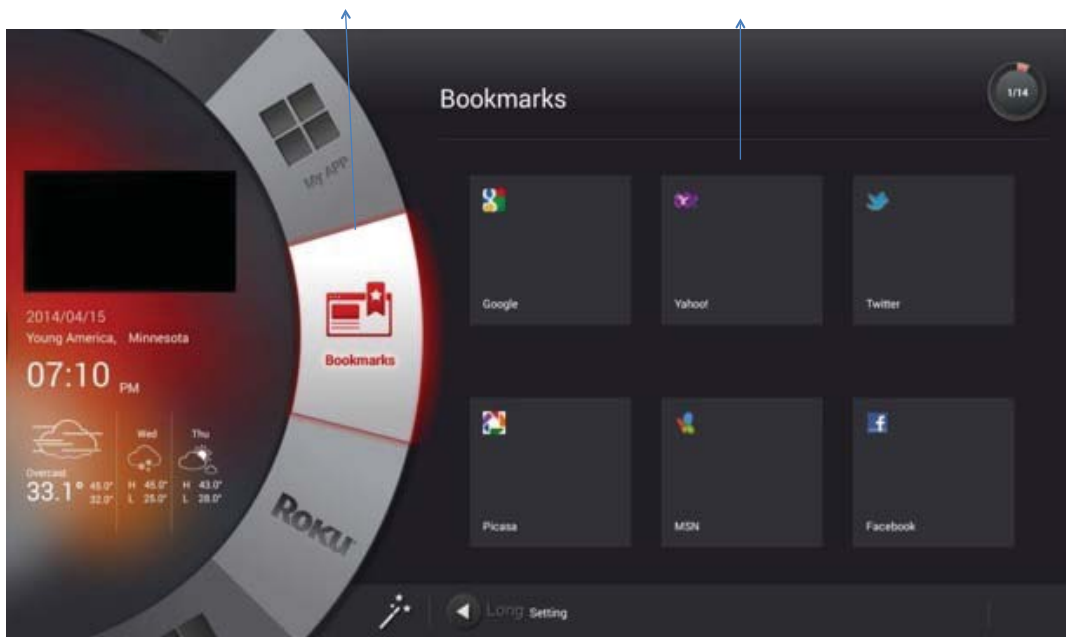 My APP
Bookmarks
1/14
Google
Yahoo!
Twitter
2014/04/15
Young America, Minnesota
07:10 PM
Bookmarks
Wed
Thu
Overcast
33.1° 45.0° 32.0°
H 45.0°
L 25.0°
H 43.0°
L 28.0°
ROKU
Picasa
MSN
Facebook
Long Setting